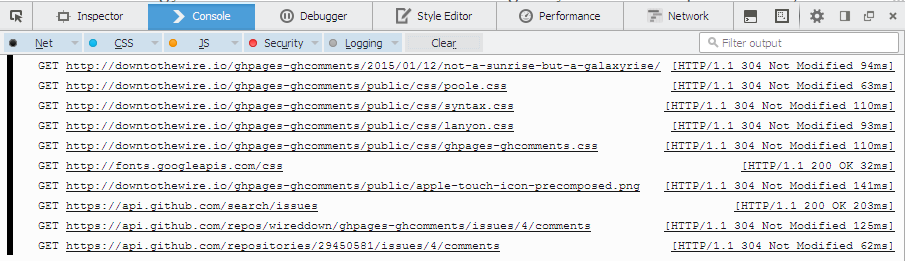 Inspector Console Debugger Style Editor Performance Network
Net CSS JS Security Logging Clear Filter output
GET http://downtothewire.io/ghpages-ghcomments/2015/01/12/not-a-sunrise-but-a-galaxyrise/ [HTTP/1.1 304 Not Modified 94ms]
GET http://downtothewire.io/ghpages-ghcomments/public/css/poole.css [HTTP/1.1 304 Not Modified 63ms]
GET http://downtothewire.io/ghpages-ghcomments/public/css/syntax.css [HTTP/1.1 304 Not Modified 110ms]
GET http://downtothewire.io/ghpages-ghcomments/public/css/lanyon.css [HTTP/1.1 304 Not Modified 93ms]
GET http://downtothewire.io/ghpages-ghcomments/public/css/ghpages-ghcomments.css [HTTP/1.1 304 Not Modified 110ms]
GET http://fonts.googleapis.com/css [HTTP/1.1 200 OK 32ms]
GET http://downtothewire.io/ghpages-ghcomments/public/apple-touch-icon-precomposed.png [HTTP/1.1 304 Not Modified 141ms]
GET https://api.github.com/search/issues [HTTP/1.1 200 OK 203ms]
GET https://api.github.com/repos/wireddown/ghpages-ghcomments/issues/4/comments [HTTP/1.1 304 Not Modified 125ms]
GET https://api.github.com/repositories/29450581/issues/4/comments [HTTP/1.1 304 Not Modified 62ms]